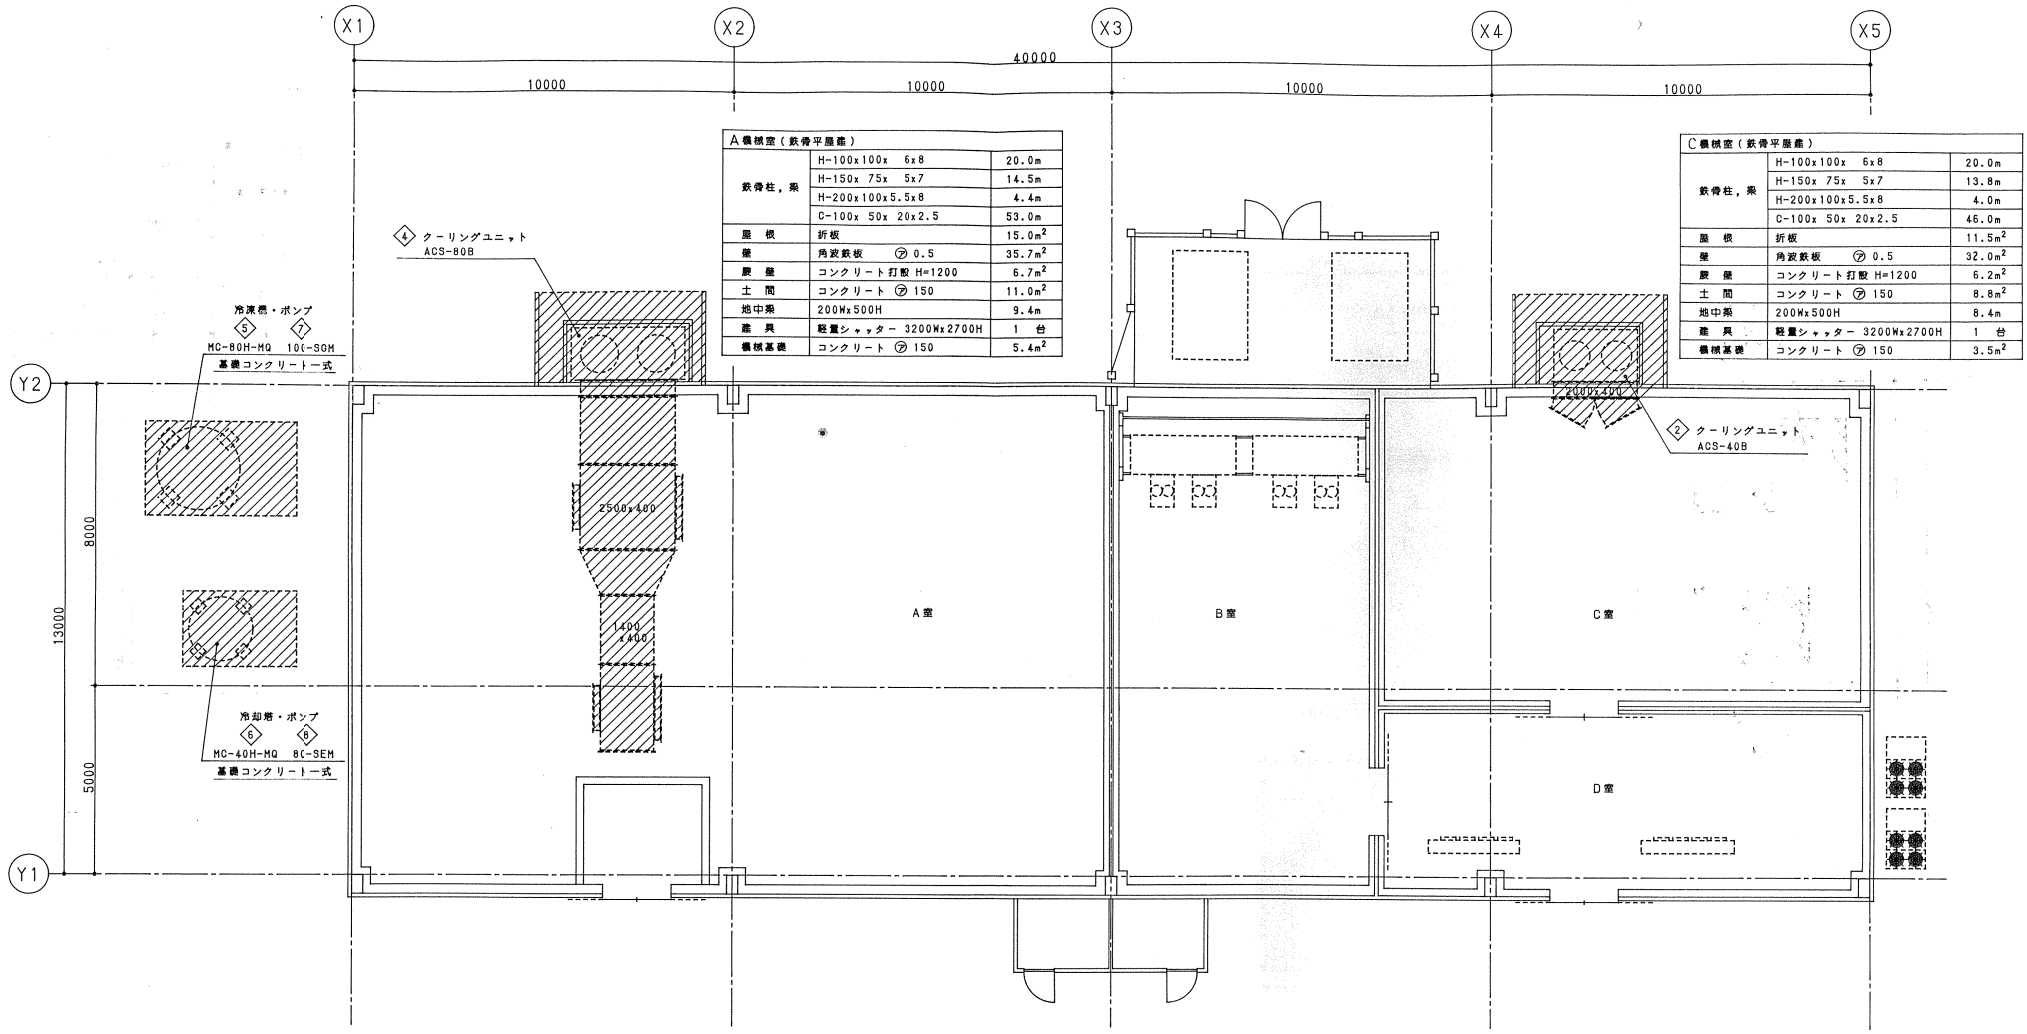 X1 X2 X3 X4 X5
40000
10000 10000 10000 10000
A機械室(鉄骨平屋建)
鉄骨柱,梁
H-100x100x 6x8 20.0m
H-150x 75x 5x7 14.5m
H-200x100x5.5x8 4.4m
C-100x 50x 20x2.5 53.0m
屋 根 折板 15.0m²
壁 角波鉄板 ㋐ 0.5 35.7m²
腰 壁 コンクリート打設 H=1200 6.7m²
土 間 コンクリート ㋐ 150 11.0m²
地中梁 200Wx500H 9.4m
建 具 軽量シャッター 3200Wx2700H 1 台
機械基礎 コンクリート ㋐ 150 5.4m²
C機械室(鉄骨平屋建)
鉄骨柱,梁
H-100x100x 6x8 20.0m
H-150x 75x 5x7 13.8m
H-200x100x5.5x8 4.0m
C-100x 50x 20x2.5 46.0m
屋 根 折板 11.5m²
壁 角波鉄板 ㋐ 0.5 32.0m²
腰 壁 コンクリート打設 H=1200 6.2m²
土 間 コンクリート ㋐ 150 8.8m²
地中梁 200Wx500H 8.4m
建 具 軽量シャッター 3200Wx2700H 1 台
機械基礎 コンクリート ㋐ 150 3.5m²
4 クーリングユニット
ACS-80B
冷凍機・ポンプ
5 7
MC-80H-MQ 100-SGM
基礎コンクリート一式
Y2
2000x400
2 クーリングユニット
ACS-40B
8000
2500x400
13000
A室
B室
C室
1400
x400
冷却塔・ポンプ
6 8
MC-40H-MQ 80-SEM
基礎コンクリート一式
5000
D室
Y1